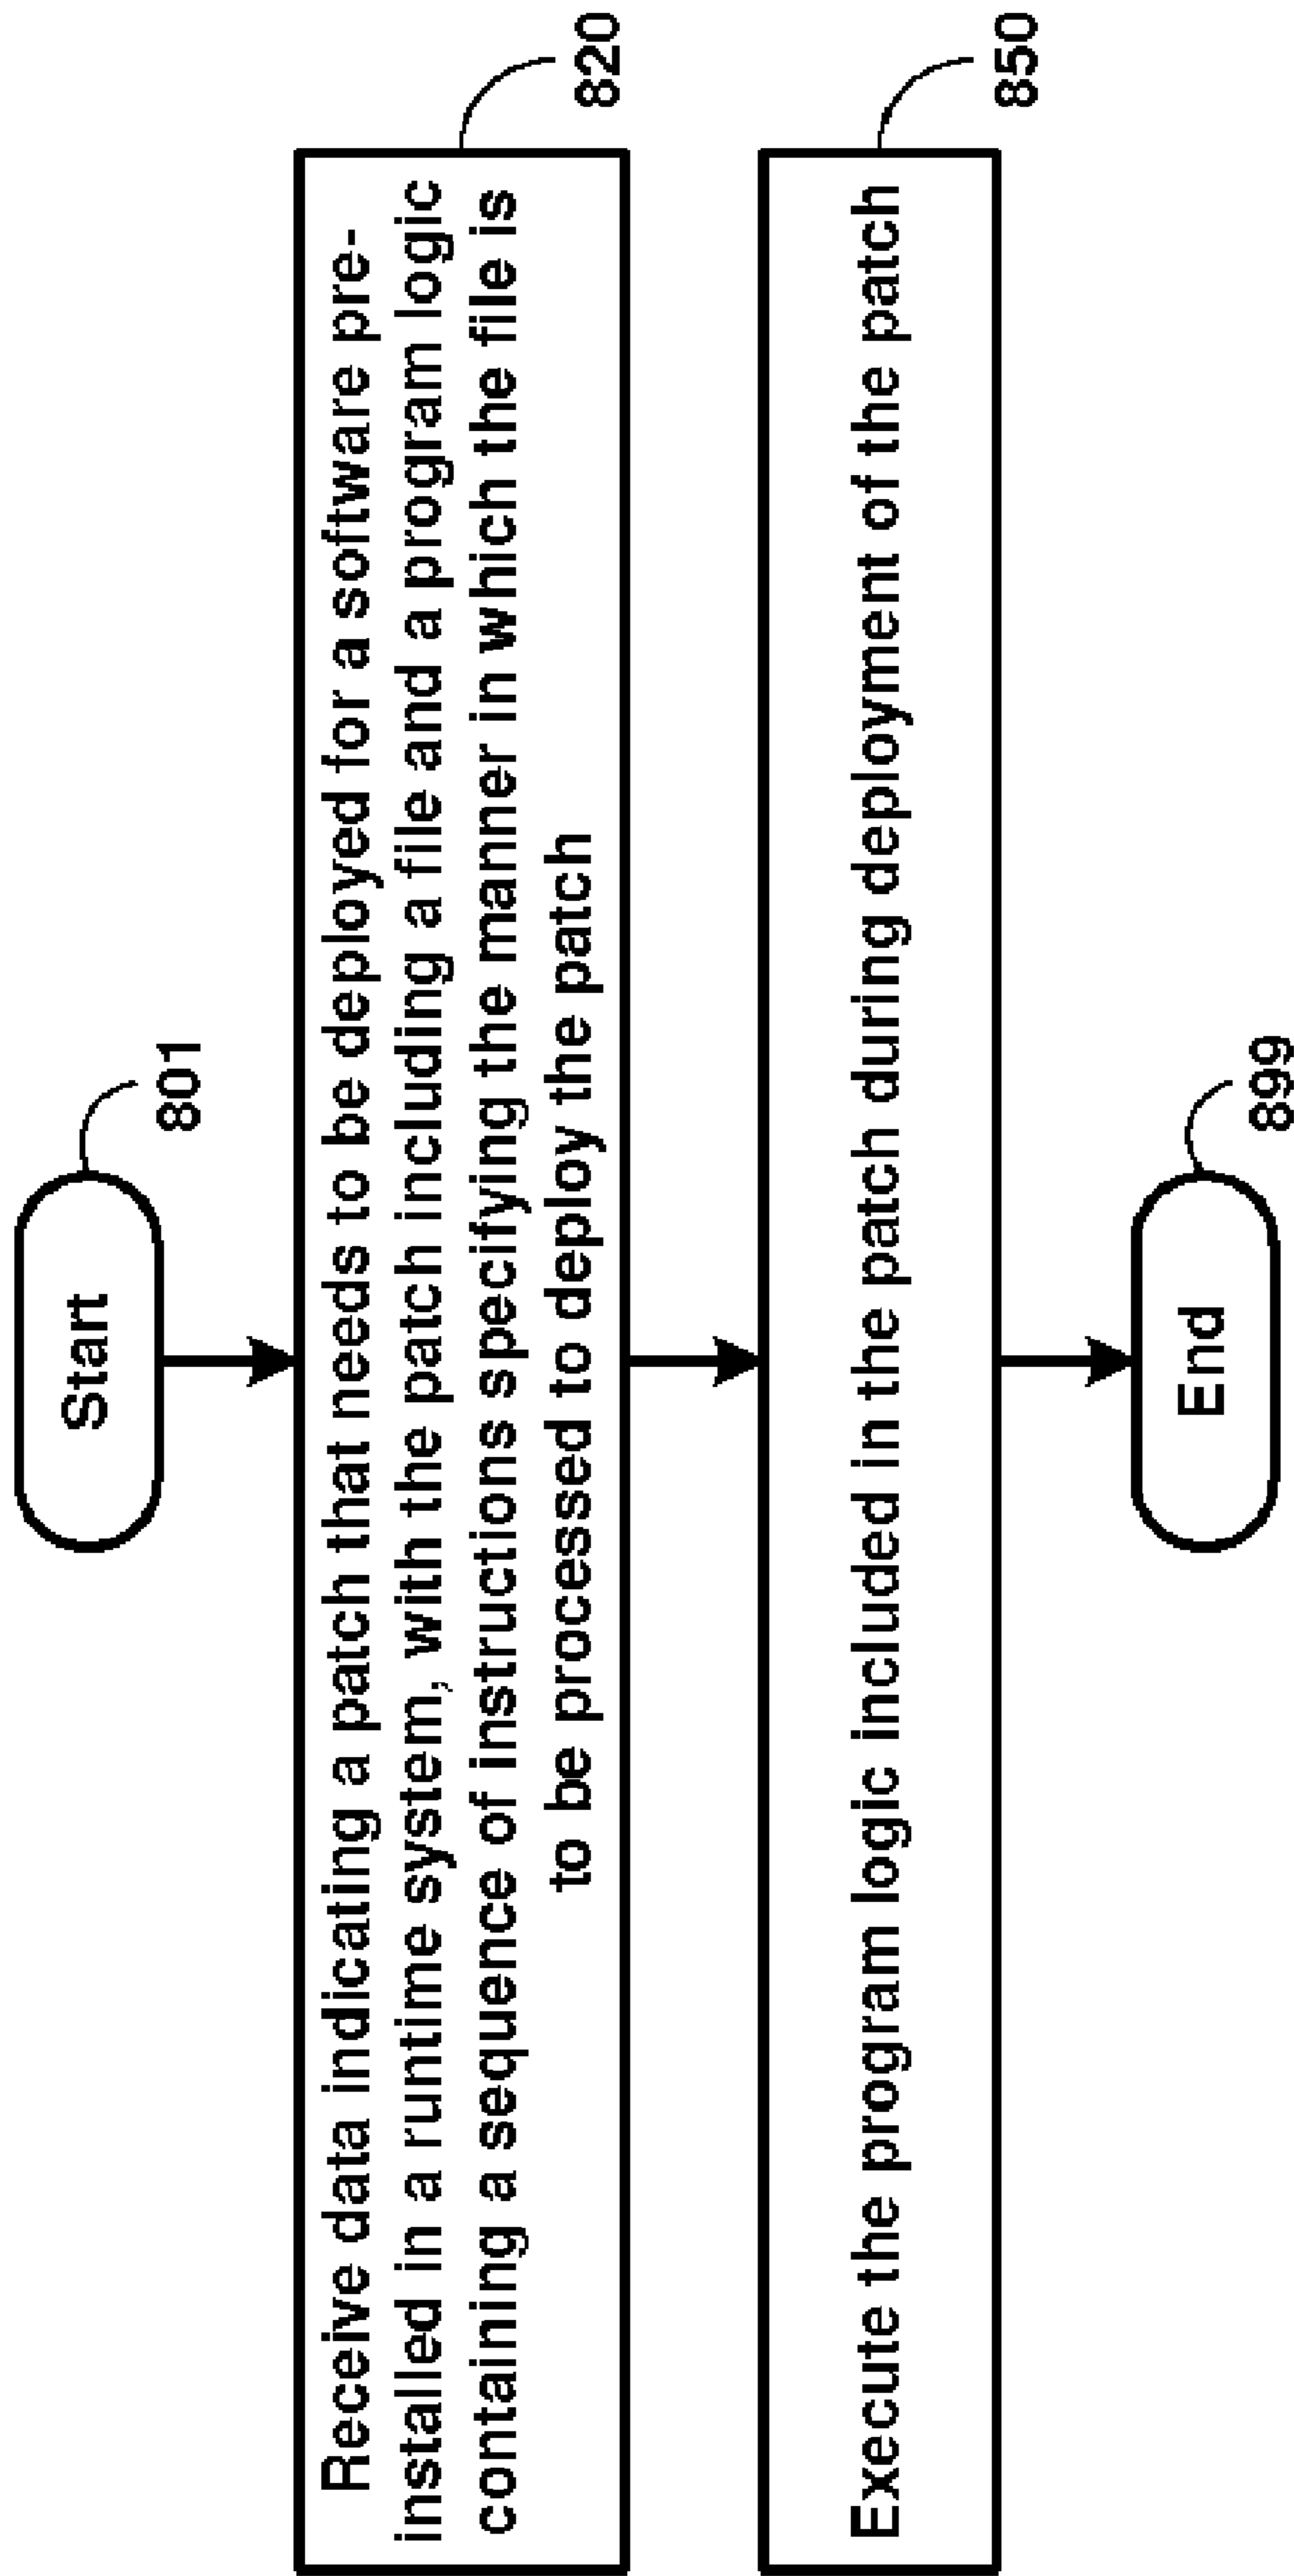 Start
801
Receive data indicating a patch that needs to be deployed for a software pre-
installed in a runtime system, with the patch including a file and a program logic
containing a sequence of instructions specifying the manner in which the file is
to be processed to deploy the patch
820
Execute the program logic included in the patch during deployment of the patch
850
End
899